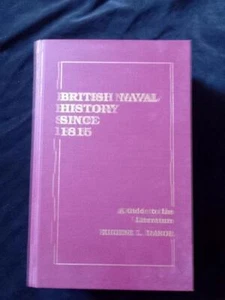 BRITISH NAVAL
HISTORY
SINCE
1815
A Guide to the
Literature